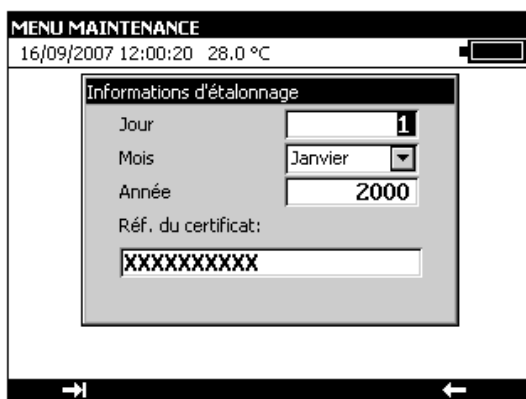 MENU MAINTENANCE
16/09/2007 12:00:20 28.0 °C
Informations d'étalonnage
Jour 1
Mois Janvier
Année 2000
Réf. du certificat:
XXXXXXXXXX